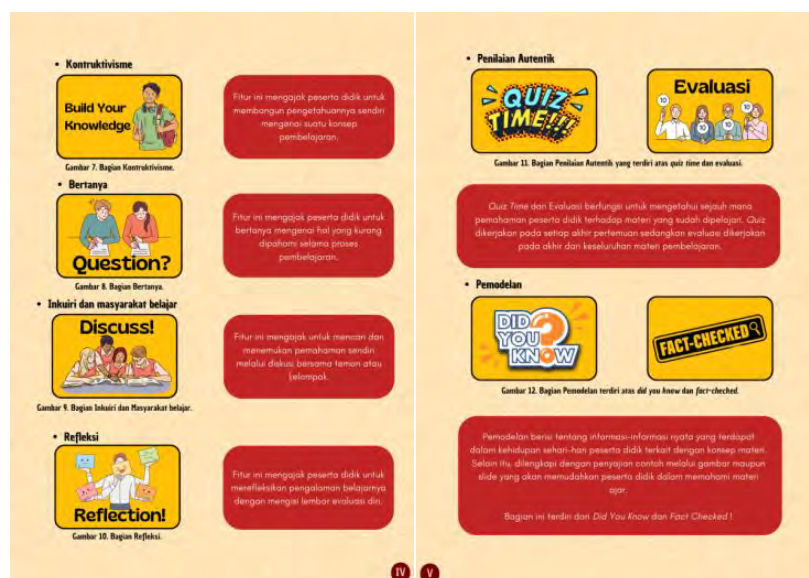 • Kontruktivisme
Build Your
Knowledge
Fitur ini mengajak peserta didik untuk
membangun pengetahuannya sendiri
mengenai suatu konsep
pembelajaran.
Gambar 7. Bagian Kontruktivisme.
• Bertanya
Question?
Fitur ini mengajak peserta didik untuk
bertanya mengenai hal yang kurang
dipahami selama proses
pembelajaran.
Gambar 8. Bagian Bertanya.
• Inkuiri dan masyarakat belajar
Discuss!
Fitur ini mengajak untuk mencari dan
menemukan pemahaman sendiri
melalui diskusi bersama teman atau
kelompok.
Gambar 9. Bagian Inkuiri dan Masyarakat belajar.
• Refleksi
Reflection!
Fitur ini mengajak peserta didik untuk
merefleksikan pengalaman belajarnya
dengan mengisi lembar evaluasi diri.
Gambar 10. Bagian Refleksi.
IV
• Penilaian Autentik
QUIZ
TIME!!!
Evaluasi
10
10
10
10
Gambar 11. Bagian Penilaian Autentik yang terdiri atas quiz time dan evaluasi.
Quiz Time dan Evaluasi berfungsi untuk mengetahui sejauh mana
pemahaman peserta didik terhadap materi yang sudah dipelajari. Quiz
dikerjakan pada setiap akhir pertemuan sedangkan evaluasi dikerjakan
pada akhir dari keseluruhan materi pembelajaran.
• Pemodelan
DID
YOU
KNOW
FACT-CHECKED
Gambar 12. Bagian Pemodelan terdiri atas did you know dan fact-checked.
Pemodelan berisi tentang informasi-informasi nyata yang terdapat
dalam kehidupan sehari-hari peserta didik terkait dengan konsep materi.
Selain itu, dilengkapi dengan penyajian contoh melalui gambar maupun
slide yang akan memudahkan peserta didik dalam memahami materi
ajar.
Bagian ini terdiri dari Did You Know dan Fact Checked !
V